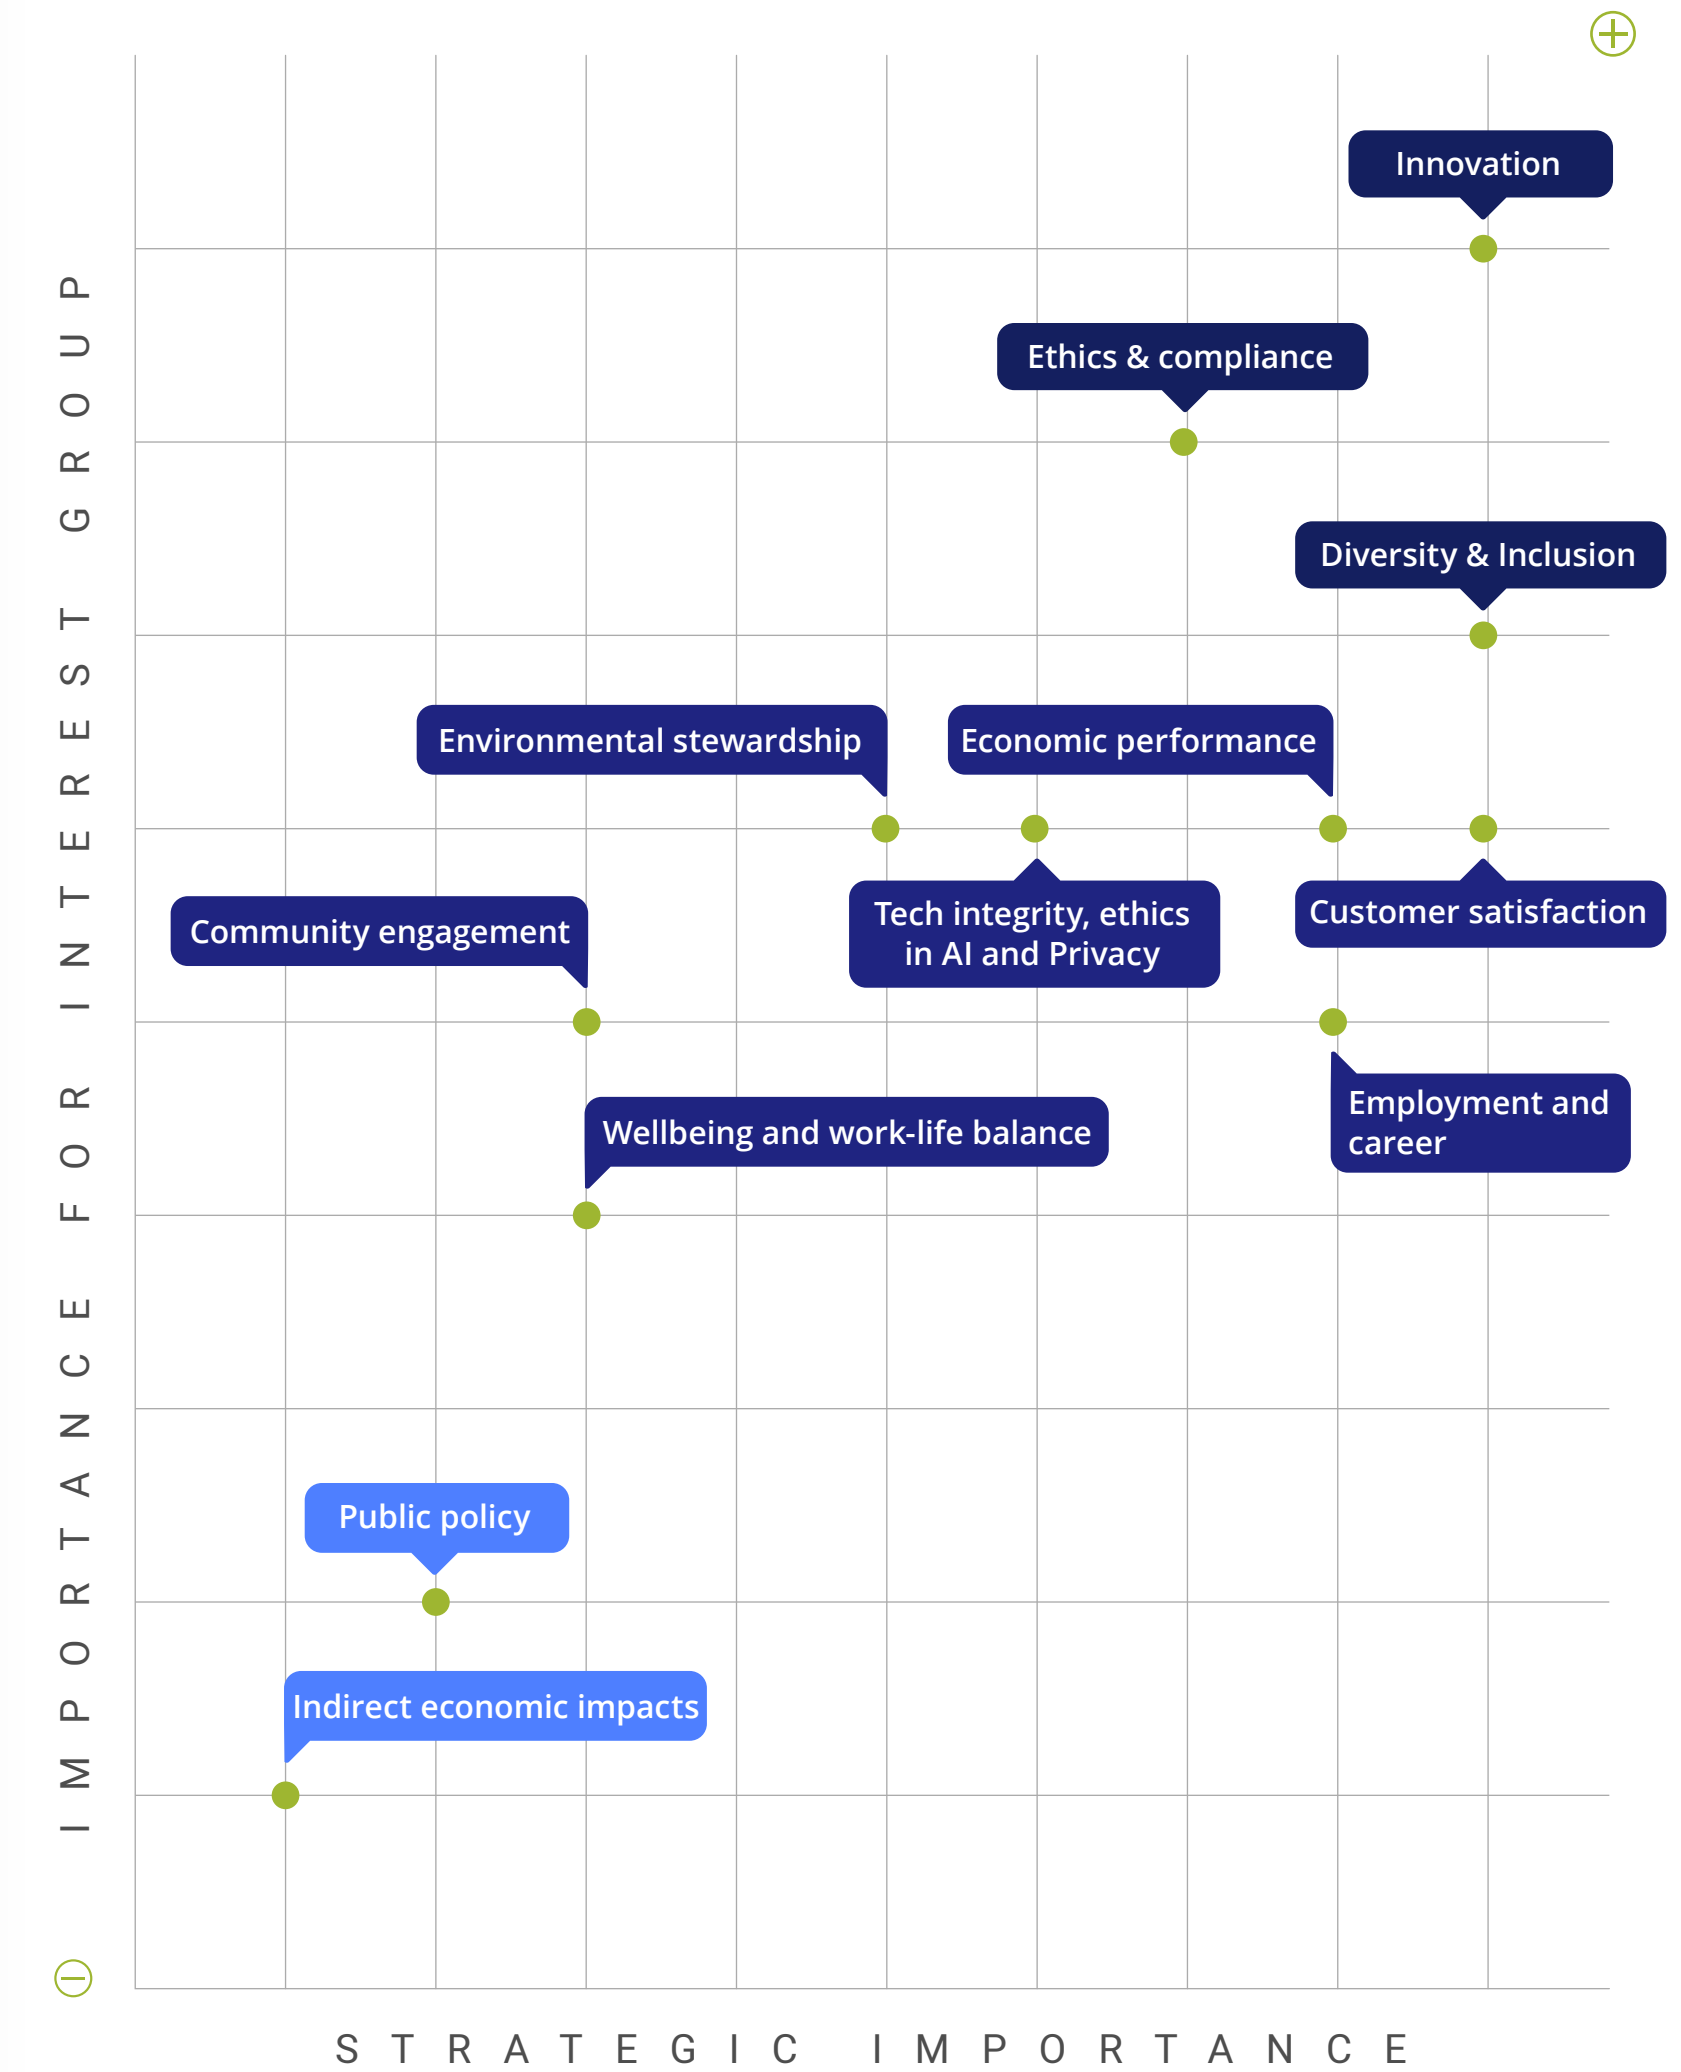 Innovation
Ethics & compliance
Diversity & Inclusion
Environmental stewardship
Economic performance
Tech integrity, ethics
in AI and Privacy
Customer satisfaction
Community engagement
Employment and
career
Wellbeing and work-life balance
Public policy
Indirect economic impacts
IMPORTANCE FOR INTEREST GROUP
STRATEGIC IMPORTANCE